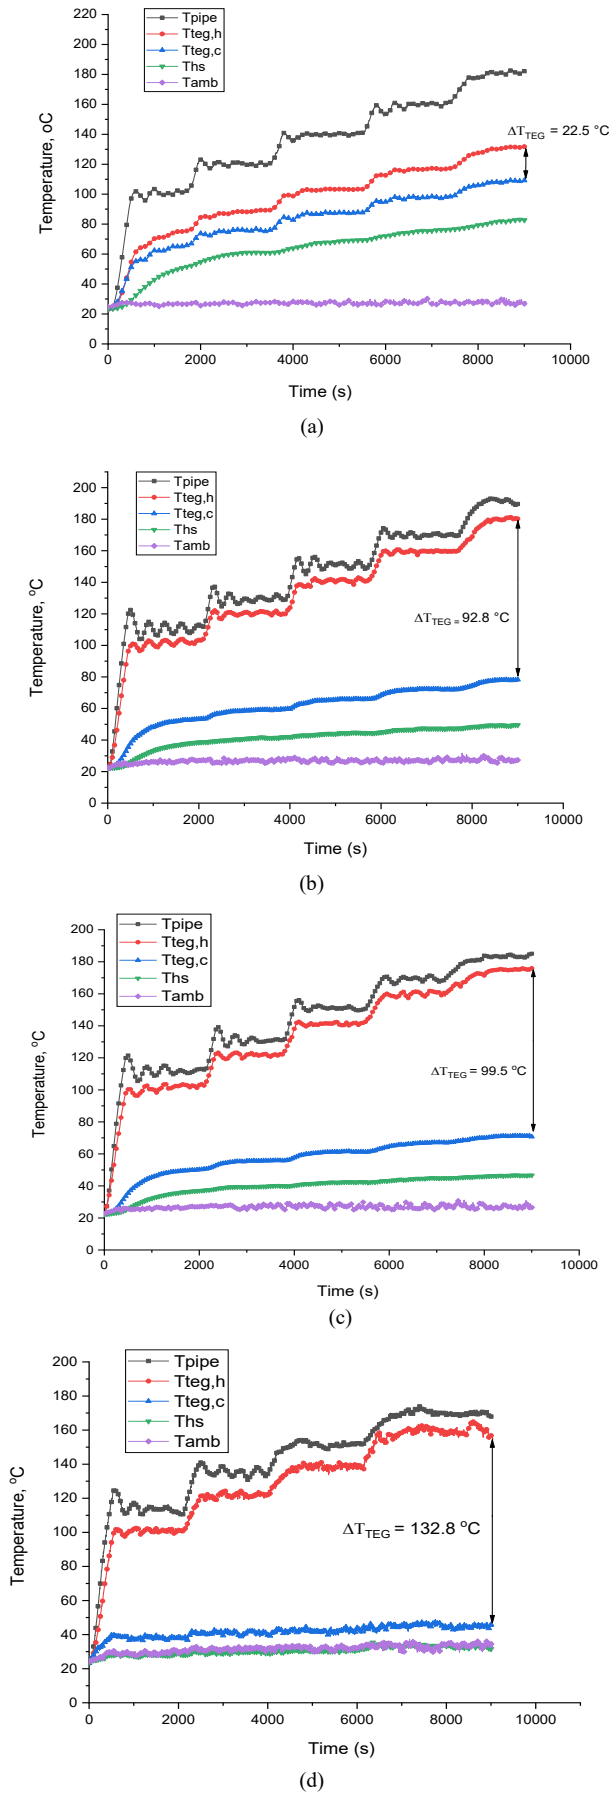 Tpipe
Tteg,h
Tteg,c
Ths
Tamb
220
200
180
160
140
120
100
80
60
40
20
0
Temperature, oC
ΔT_TEG = 22.5 °C
0 2000 4000 6000 8000 10000
Time (s)
(a)
Tpipe
Tteg,h
Tteg,c
Ths
Tamb
200
180
160
140
120
100
80
60
40
20
0
Temperature, °C
ΔT_TEG = 92.8 °C
0 2000 4000 6000 8000 10000
Time (s)
(b)
Tpipe
Tteg,h
Tteg,c
Ths
Tamb
200
180
160
140
120
100
80
60
40
20
0
Temperature, °C
ΔT_TEG = 99.5 °C
0 2000 4000 6000 8000 10000
Time (s)
(c)
Tpipe
Tteg,h
Tteg,c
Ths
Tamb
200
180
160
140
120
100
80
60
40
20
0
Temperature, °C
ΔT_TEG = 132.8 °C
0 2000 4000 6000 8000 10000
Time (s)
(d)